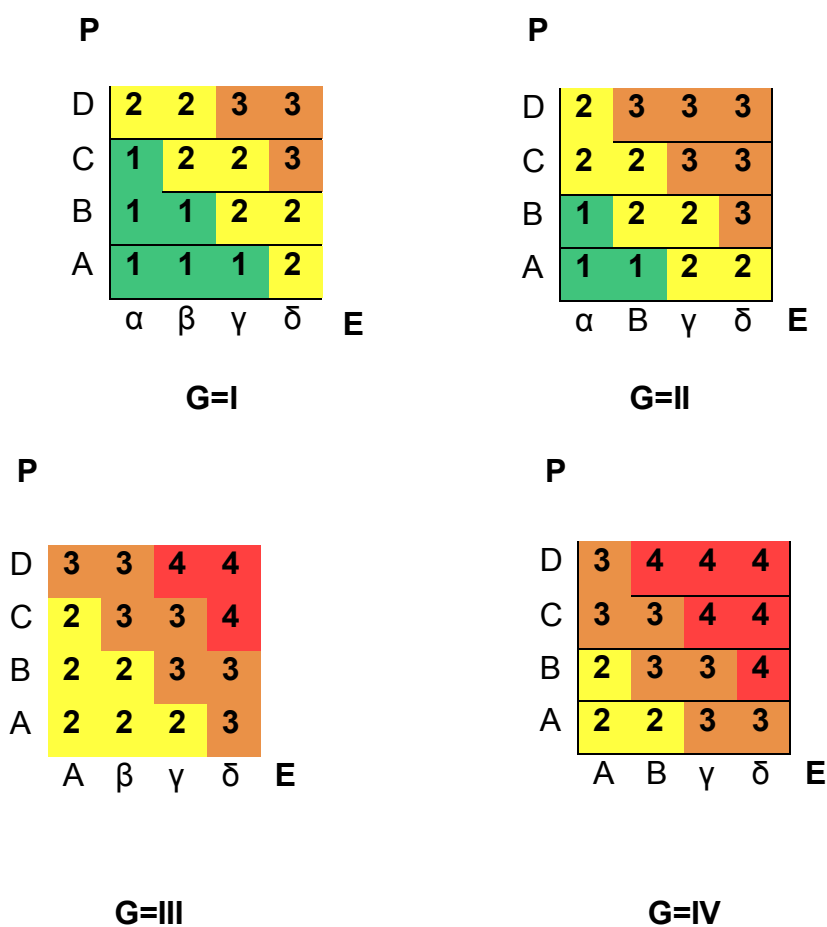 P
D 2 2 3 3
C 1 2 2 3
B 1 1 2 2
A 1 1 1 2
α β γ δ E
G=I
P
D 2 3 3 3
C 2 2 3 3
B 1 2 2 3
A 1 1 2 2
α Β γ δ E
G=II
P
D 3 3 4 4
C 2 3 3 4
B 2 2 3 3
A 2 2 2 3
Α β γ δ E
G=III
P
D 3 4 4 4
C 3 3 4 4
B 2 3 3 4
A 2 2 3 3
Α Β γ δ E
G=IV